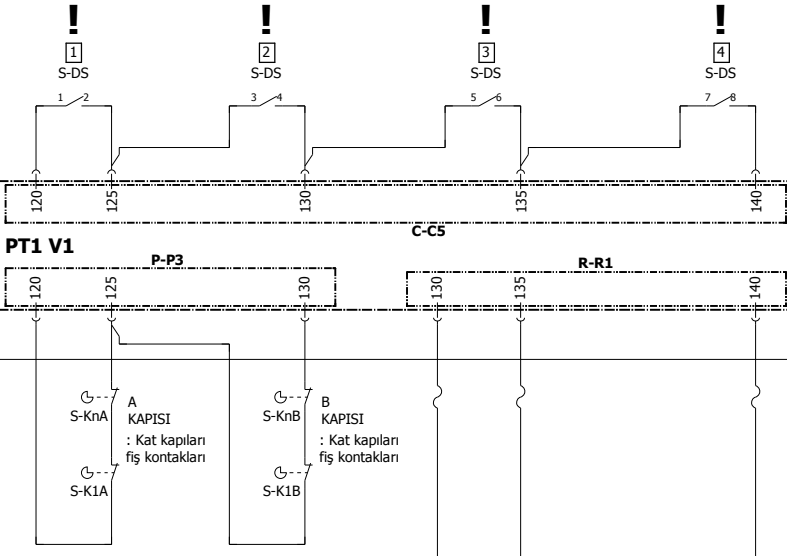 ! ! ! !
1 2 3 4
S-DS S-DS S-DS S-DS
1 2 3 4 5 6 7 8
120 125 130 135 140
C-C5
PT1 V1
P-P3 R-R1
120 125 130 130 135 140
S-KnA
A
KAPISI
: Kat kapıları
fiş kontakları
S-K1A
S-KnB
B
KAPISI
: Kat kapıları
fiş kontakları
S-K1B